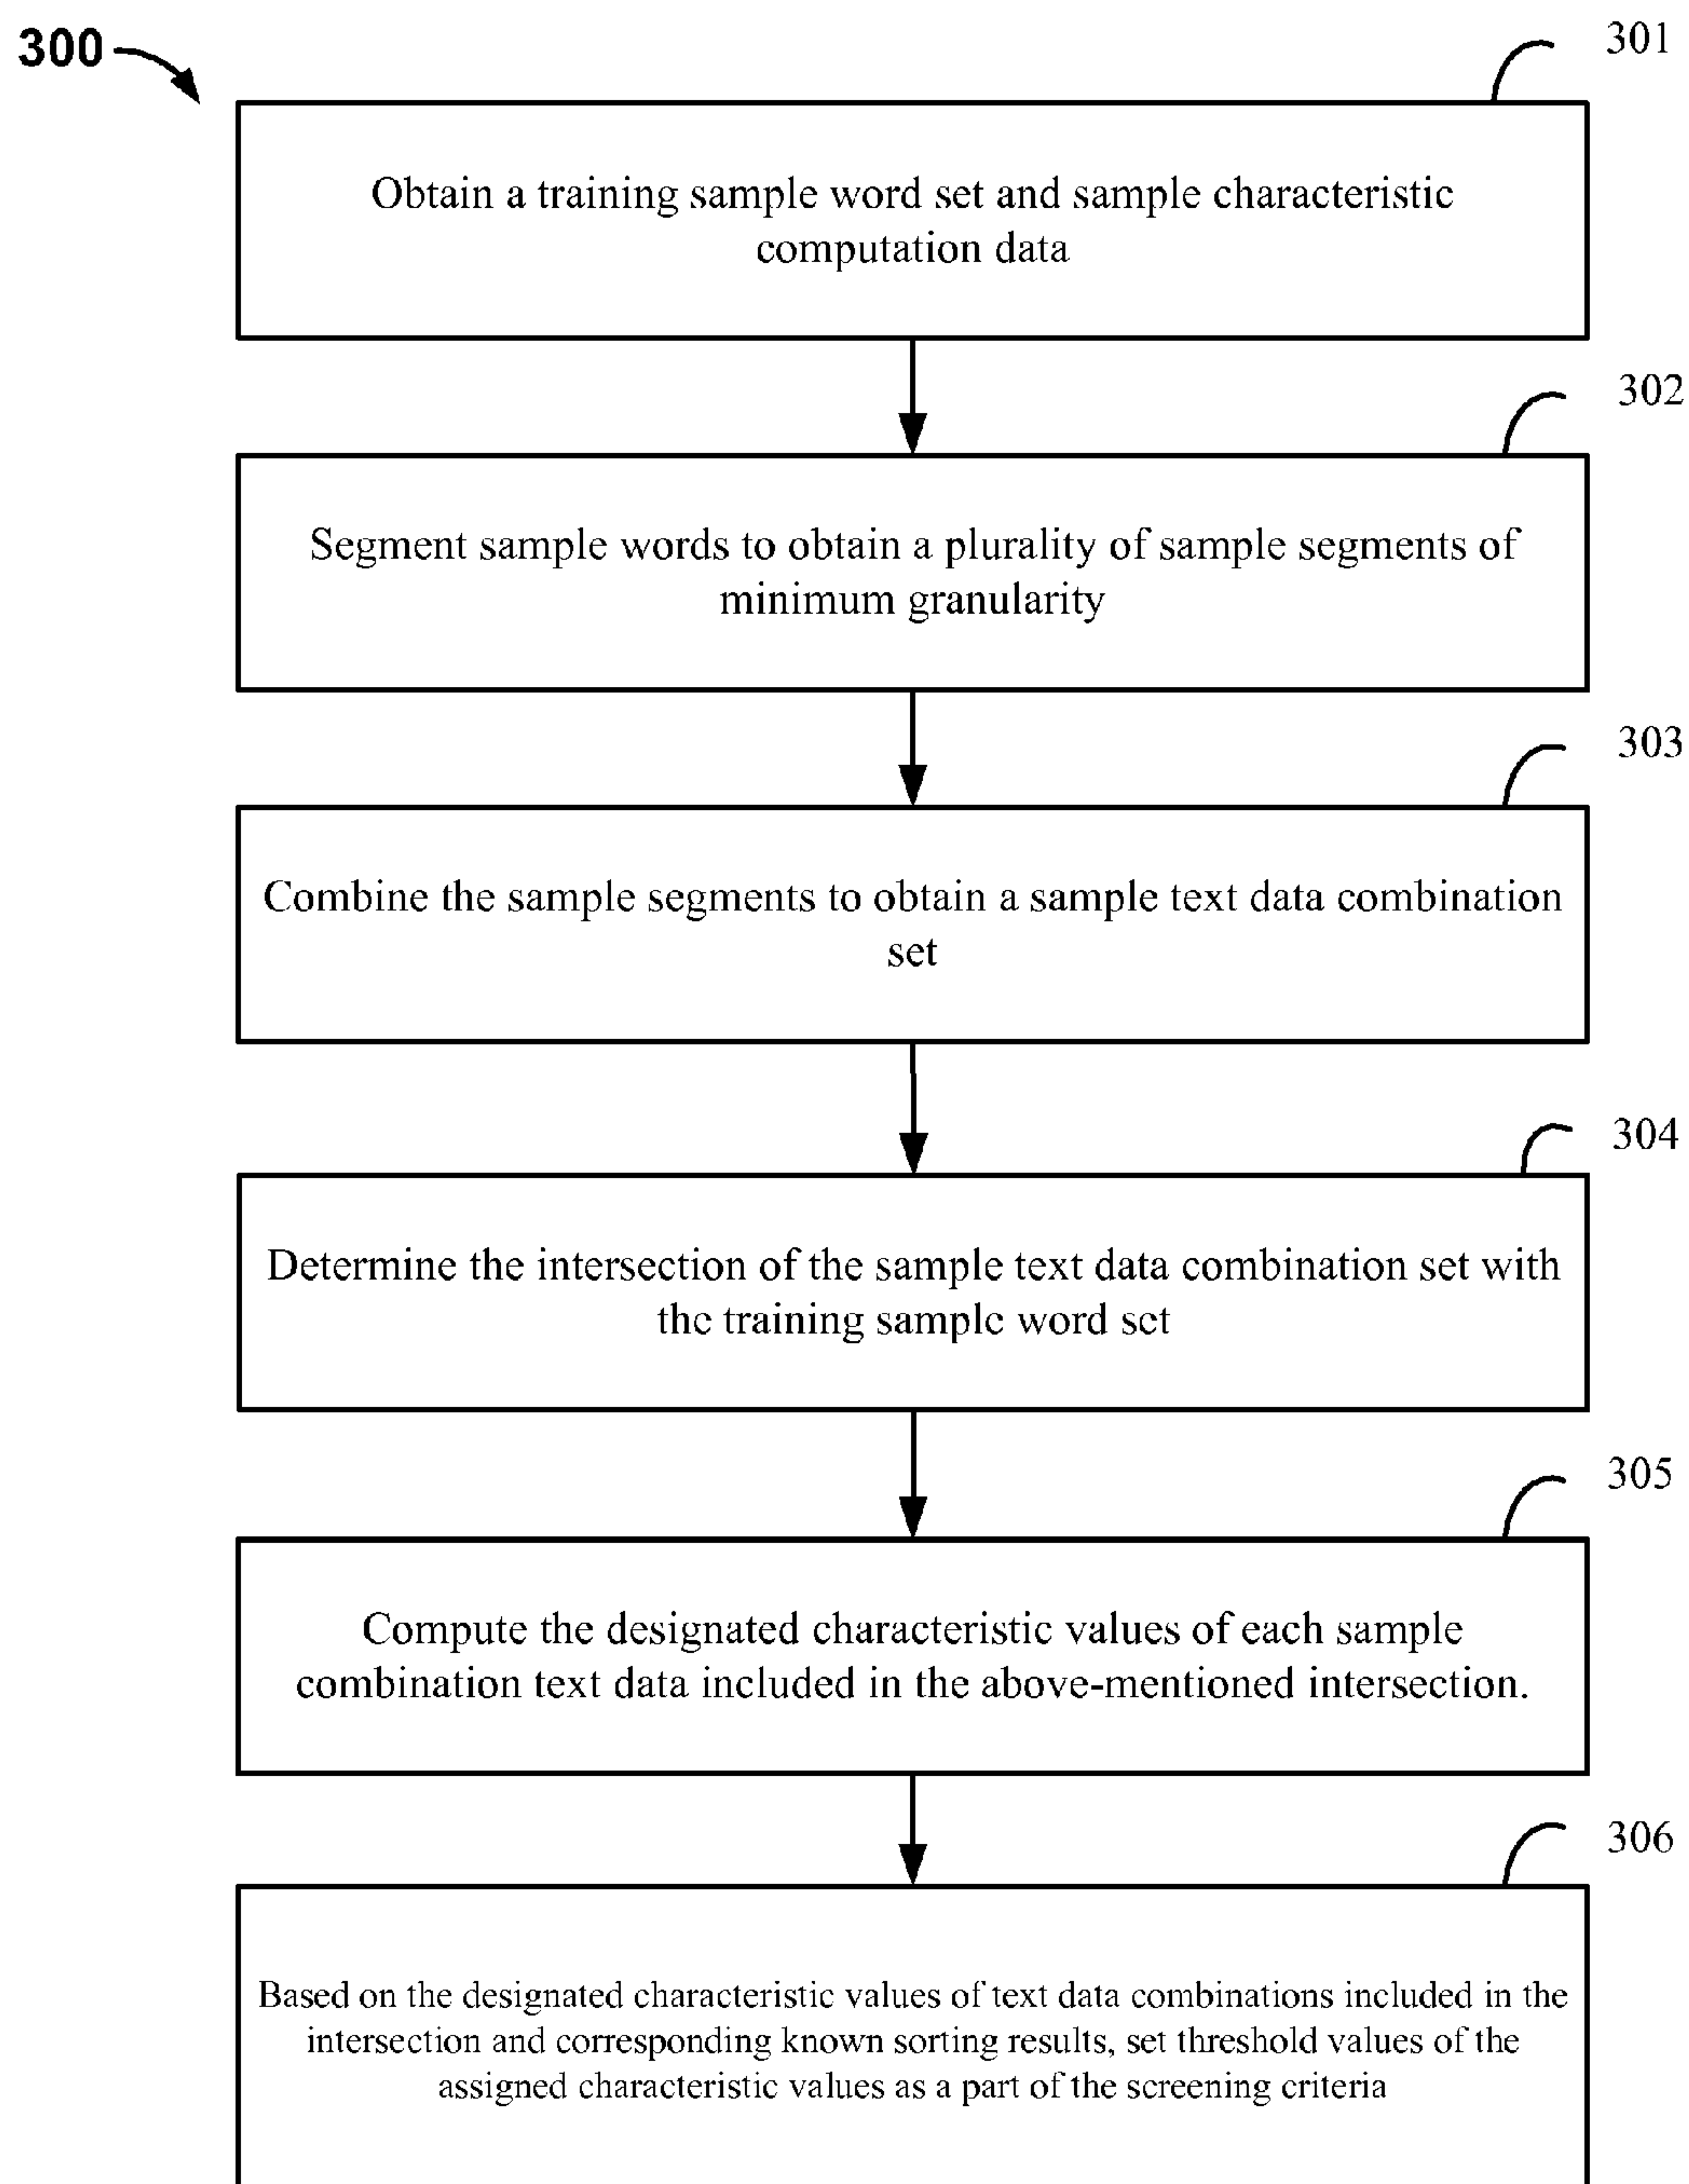 300
301
Obtain a training sample word set and sample characteristic
computation data
302
Segment sample words to obtain a plurality of sample segments of
minimum granularity
303
Combine the sample segments to obtain a sample text data combination
set
304
Determine the intersection of the sample text data combination set with
the training sample word set
305
Compute the designated characteristic values of each sample
combination text data included in the above-mentioned intersection.
306
Based on the designated characteristic values of text data combinations included in the
intersection and corresponding known sorting results, set threshold values of the
assigned characteristic values as a part of the screening criteria